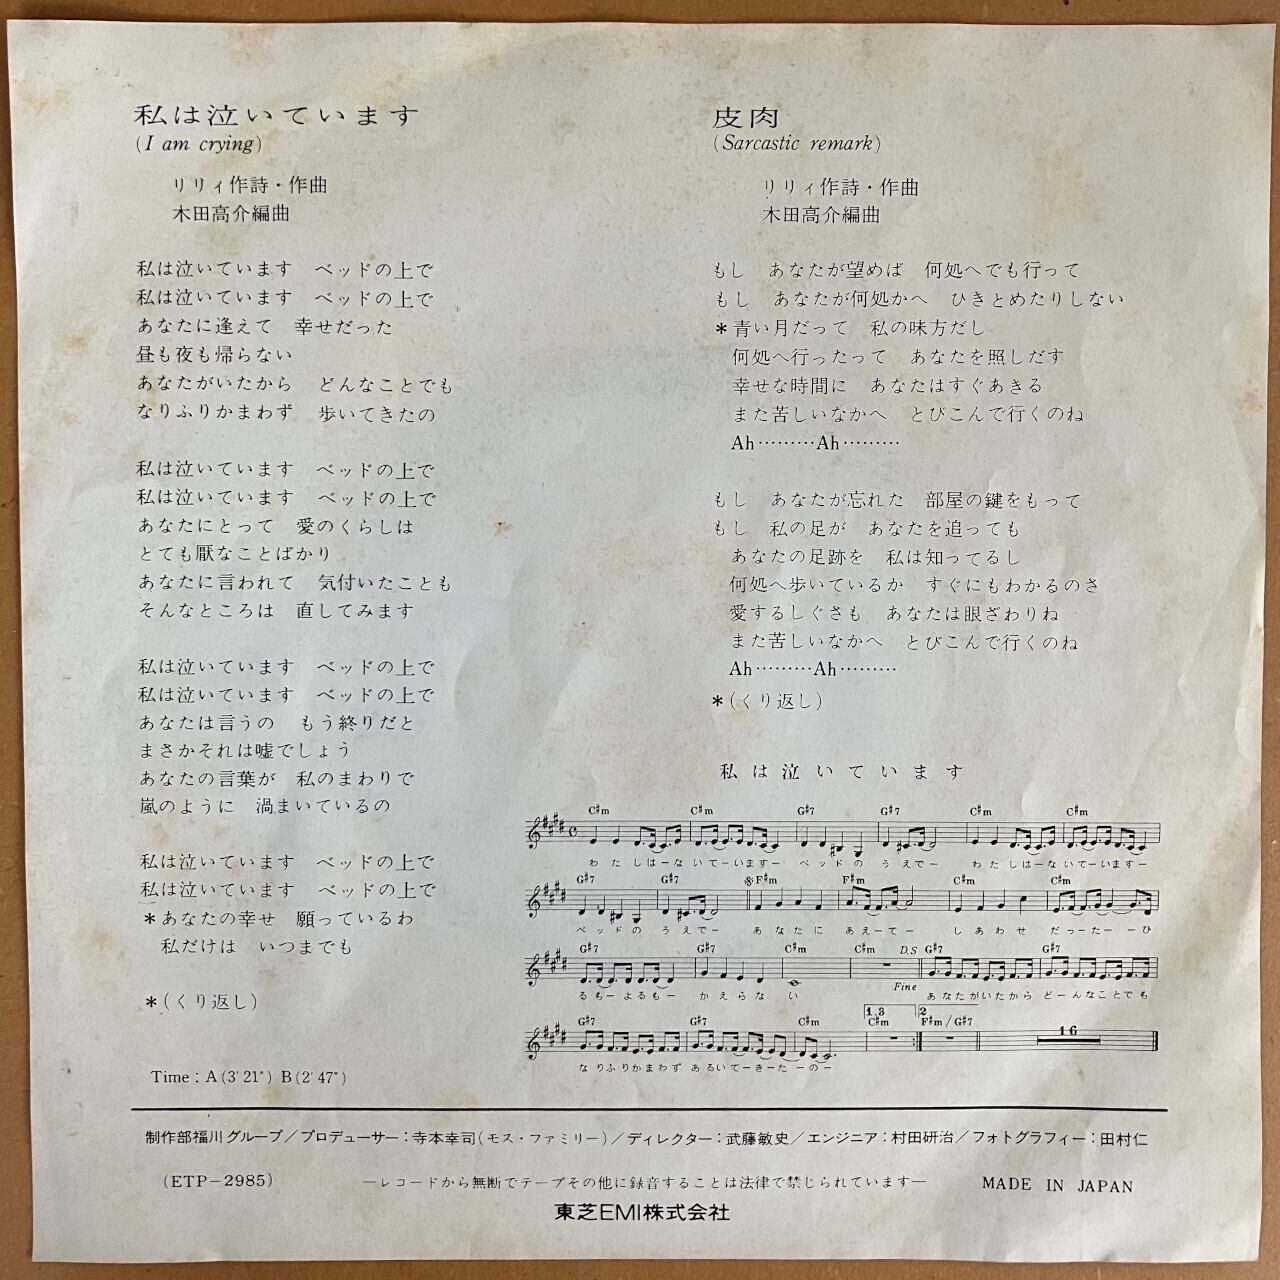 私は泣いています
(I am crying)
リリィ作詩・作曲
木田高介編曲
私は泣いています　ベッドの上で
私は泣いています　ベッドの上で
あなたに逢えて　幸せだった
昼も夜も帰らない
あなたがいたから　どんなことでも
なりふりかまわず　歩いてきたの
私は泣いています　ベッドの上で
私は泣いています　ベッドの上で
あなたにとって　愛のくらしは
とても厭なことばかり
あなたに言われて　気付いたことも
そんなところは　直してみます
私は泣いています　ベッドの上で
私は泣いています　ベッドの上で
あなたは言うの　もう終りだと
まさかそれは嘘でしょう
あなたの言葉が　私のまわりで
嵐のように　渦まいているの
私は泣いています　ベッドの上で
私は泣いています　ベッドの上で
＊あなたの幸せ　願っているわ
私だけは　いつまでも
＊(くり返し)
Time : A (3′21″) B (2′47″)
皮肉
(Sarcastic remark)
リリィ作詩・作曲
木田高介編曲
もし　あなたが望めば　何処へでも行って
もし　あなたが何処かへ　ひきとめたりしない
＊青い月だって　私の味方だし
何処へ行ったって　あなたを照しだす
幸せな時間に　あなたはすぐあきる
また苦しいなかへ　とびこんで行くのね
Ah………Ah………
もし　あなたが忘れた　部屋の鍵をもって
もし　私の足が　あなたを追っても
あなたの足跡を　私は知ってるし
何処へ歩いているか　すぐにもわかるのさ
愛するしぐさも　あなたは眼ざわりね
また苦しいなかへ　とびこんで行くのね
Ah………Ah………
＊(くり返し)
私は泣いています
C♯m C♯m G♯7 G♯7 C♯m C♯m
わたしはーないてーいますー ベッドの うえでー わたしはーないてーいますー
G♯7 G♯7 F♯m F♯m C♯m C♯m
ベッドの うえでー あなたに あえーてー しあわせ だったーーひ
G♯7 G♯7 C♯m C♯m D.S G♯7 G♯7
Fine
るもーよるもー かえらない あなたがいたから どーんなことでも
G♯7 G♯7 C♯m 1,3 C♯m 2 F♯m/G♯7 16
なりふりかまわず あるいてーきーたーのー
制作部福川グループ／プロデューサー：寺本幸司(モス・ファミリー)／ディレクター：武藤敏史／エンジニア：村田研治／フォトグラフィー：田村仁
(ETP−2985)　―レコードから無断でテープその他に録音することは法律で禁じられています―　MADE IN JAPAN
東芝EMI株式会社